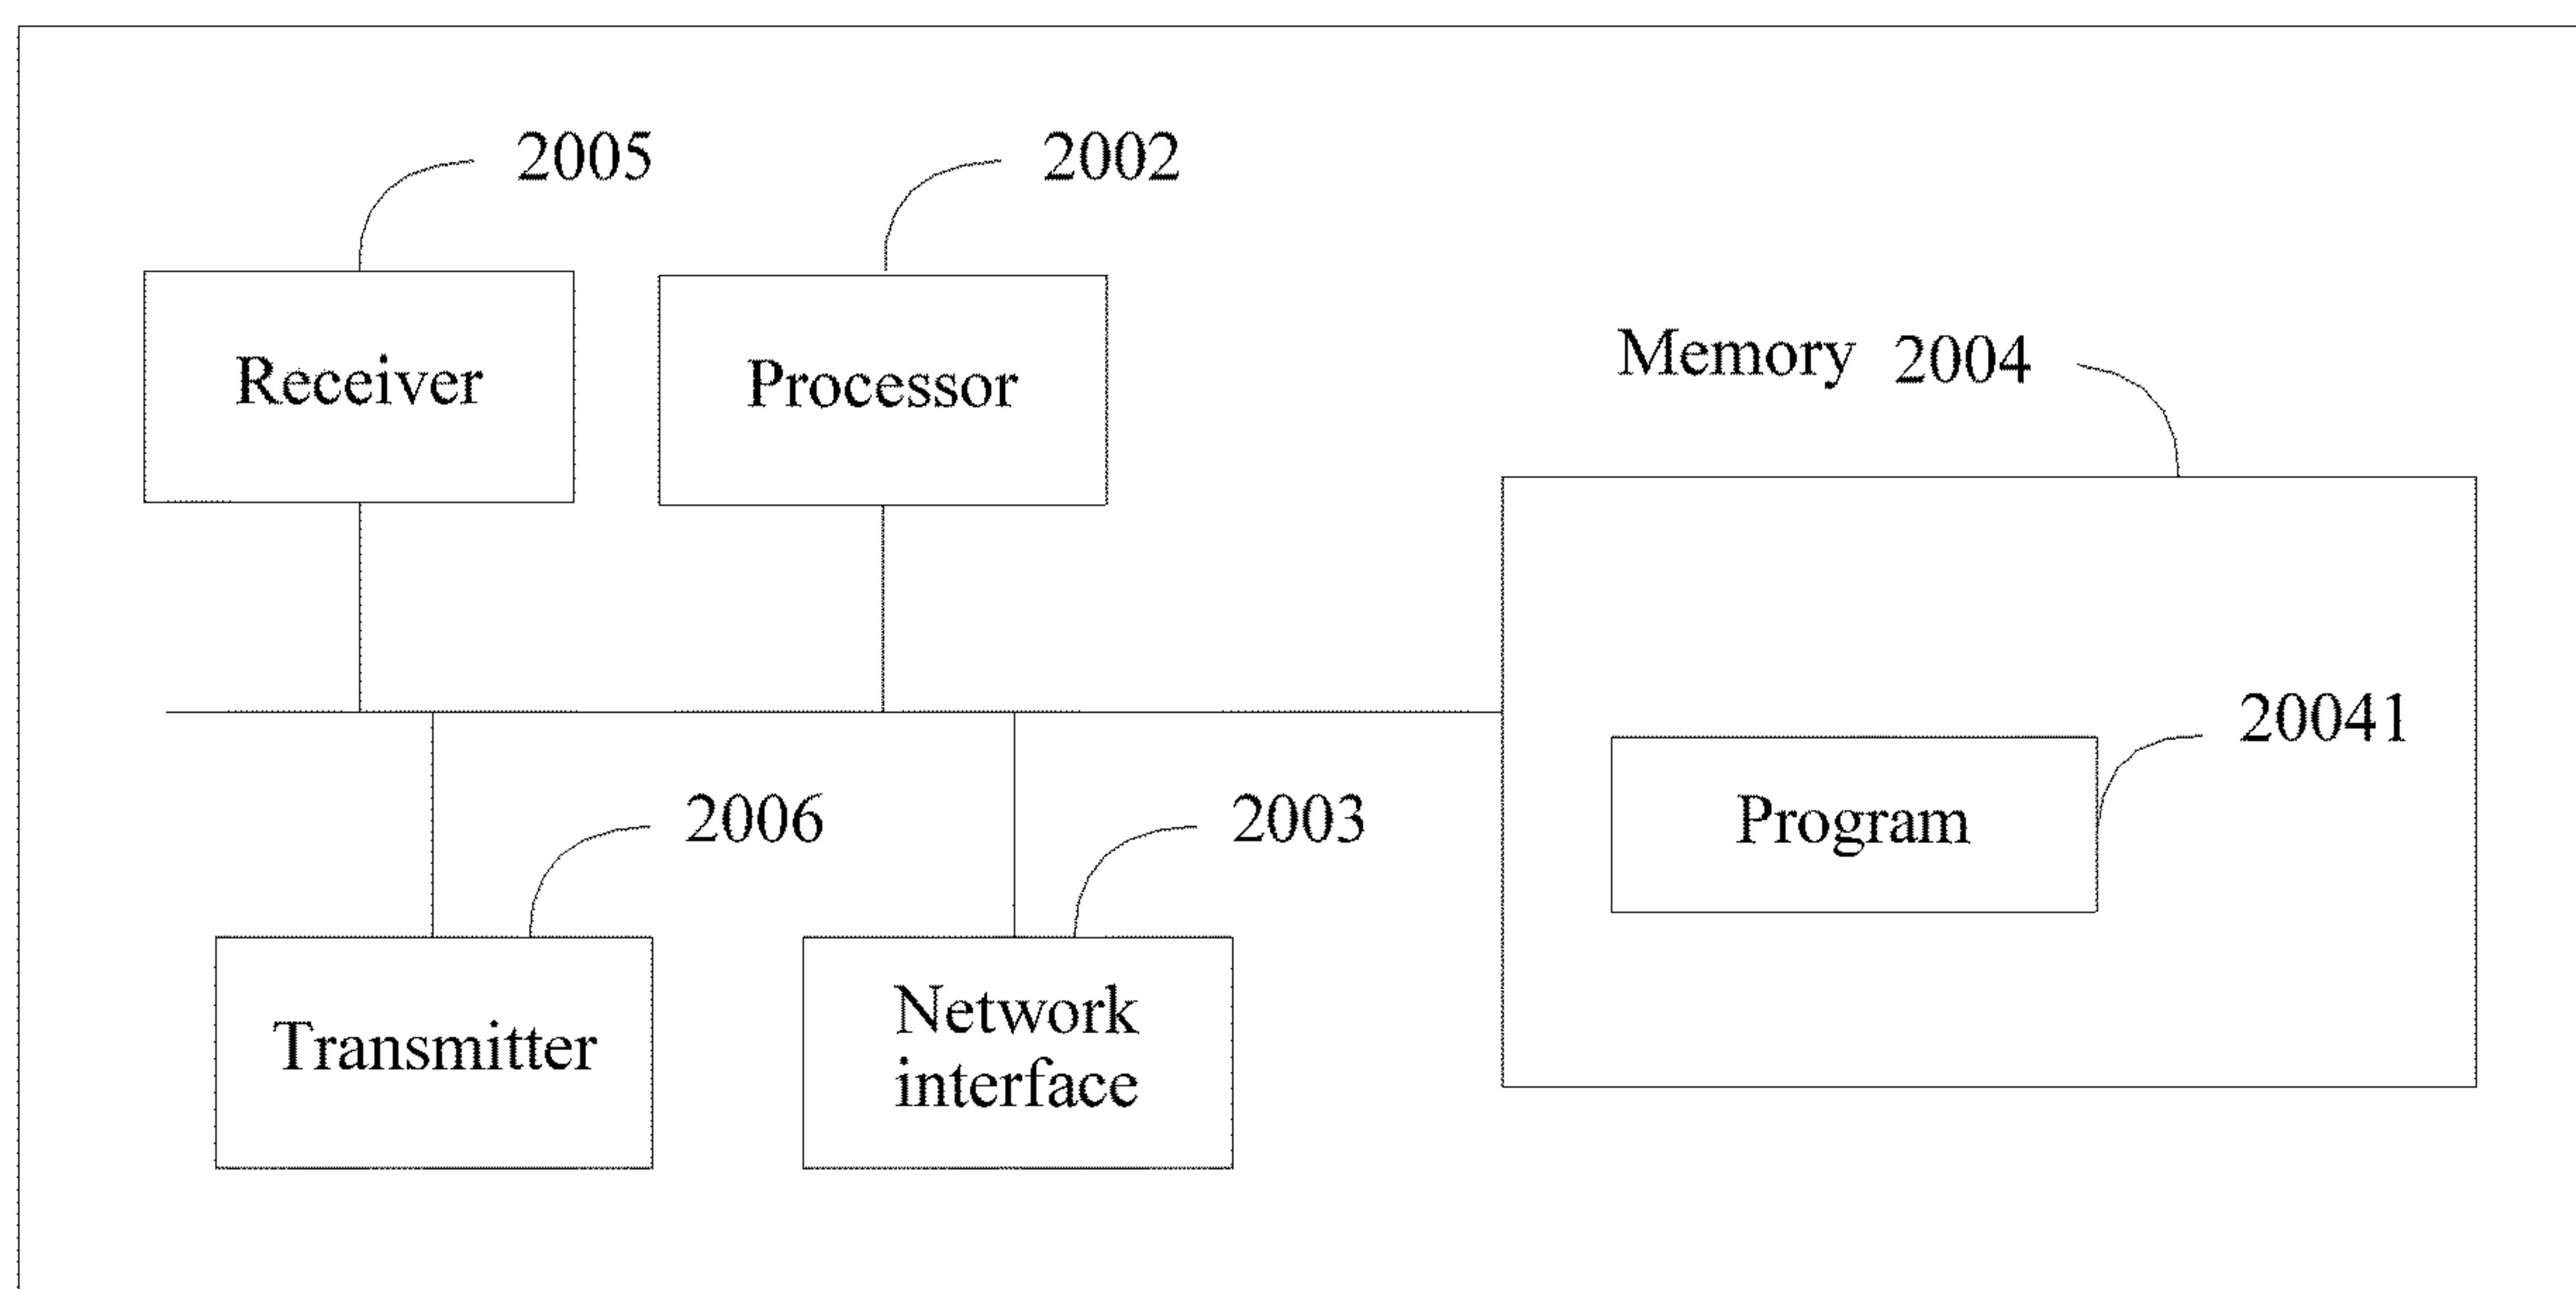 2005
2002
Receiver
Processor
Memory 2004
20041
Program
2006
2003
Transmitter
Network
interface